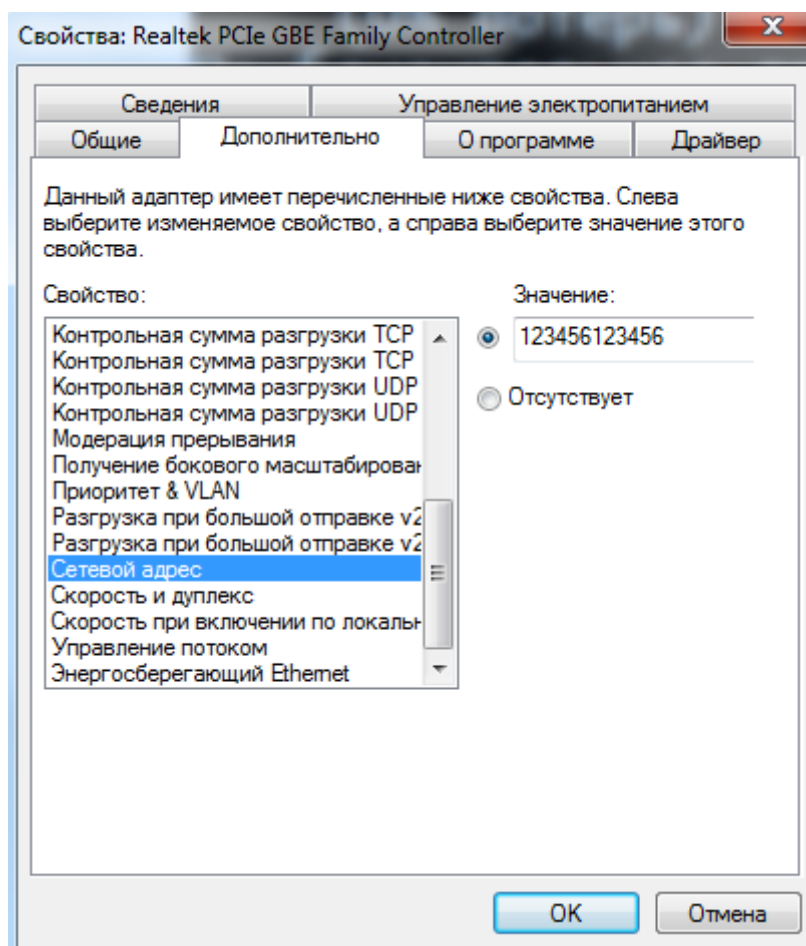 Свойства: Realtek PCIe GBE Family Controller
Сведения
Управление электропитанием
Общие
Дополнительно
О программе
Драйвер
Данный адаптер имеет перечисленные ниже свойства. Слева
выберите изменяемое свойство, а справа выберите значение этого
свойства.
Свойство:
Значение:
Контрольная сумма разгрузки TCP
Контрольная сумма разгрузки TCP
Контрольная сумма разгрузки UDP
Контрольная сумма разгрузки UDP
Модерация прерывания
Получение бокового масштабирован
Приоритет & VLAN
Разгрузка при большой отправке v2
Разгрузка при большой отправке v2
Сетевой адрес
Скорость и дуплекс
Скорость при включении по локальн
Управление потоком
Энергосберегающий Ethernet
123456123456
Отсутствует
OK
Отмена